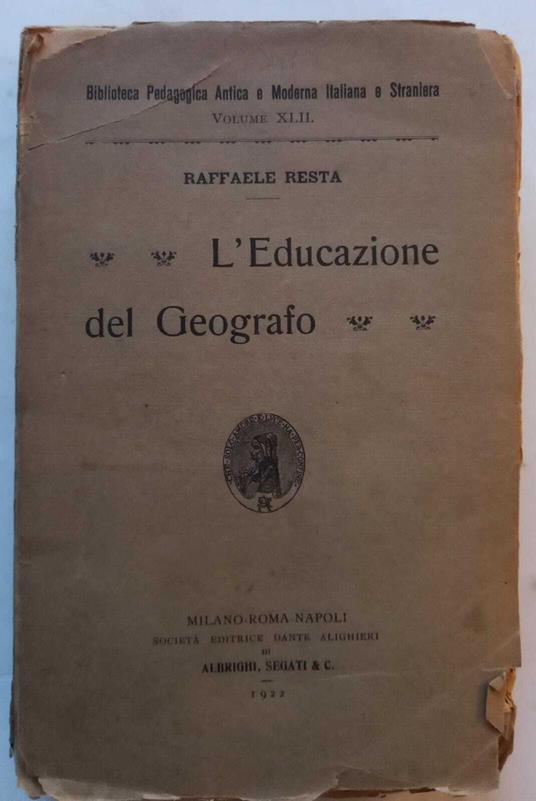 Biblioteca Pedagogica Antica e Moderna Italiana e Straniera
VOLUME XLII.
RAFFAELE RESTA
L'Educazione
del Geografo
MILANO-ROMA-NAPOLI
SOCIETÀ EDITRICE DANTE ALIGHIERI
DI
ALBRIGHI, SEGATI & C.
1922